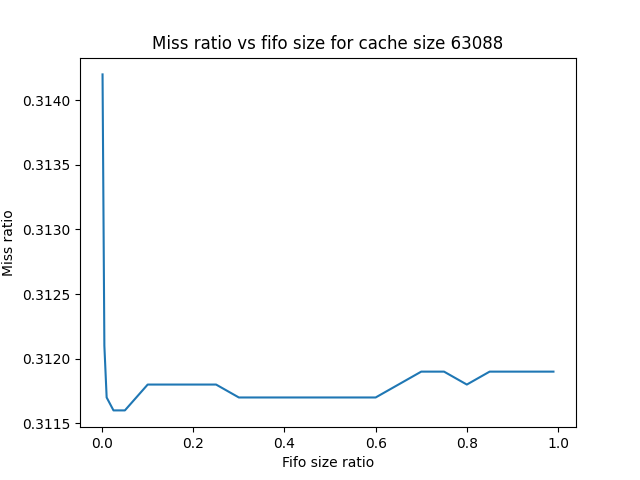 Miss ratio vs fifo size for cache size 63088
0.3140
0.3135
0.3130
0.3125
0.3120
0.3115
Miss ratio
0.0 0.2 0.4 0.6 0.8 1.0
Fifo size ratio